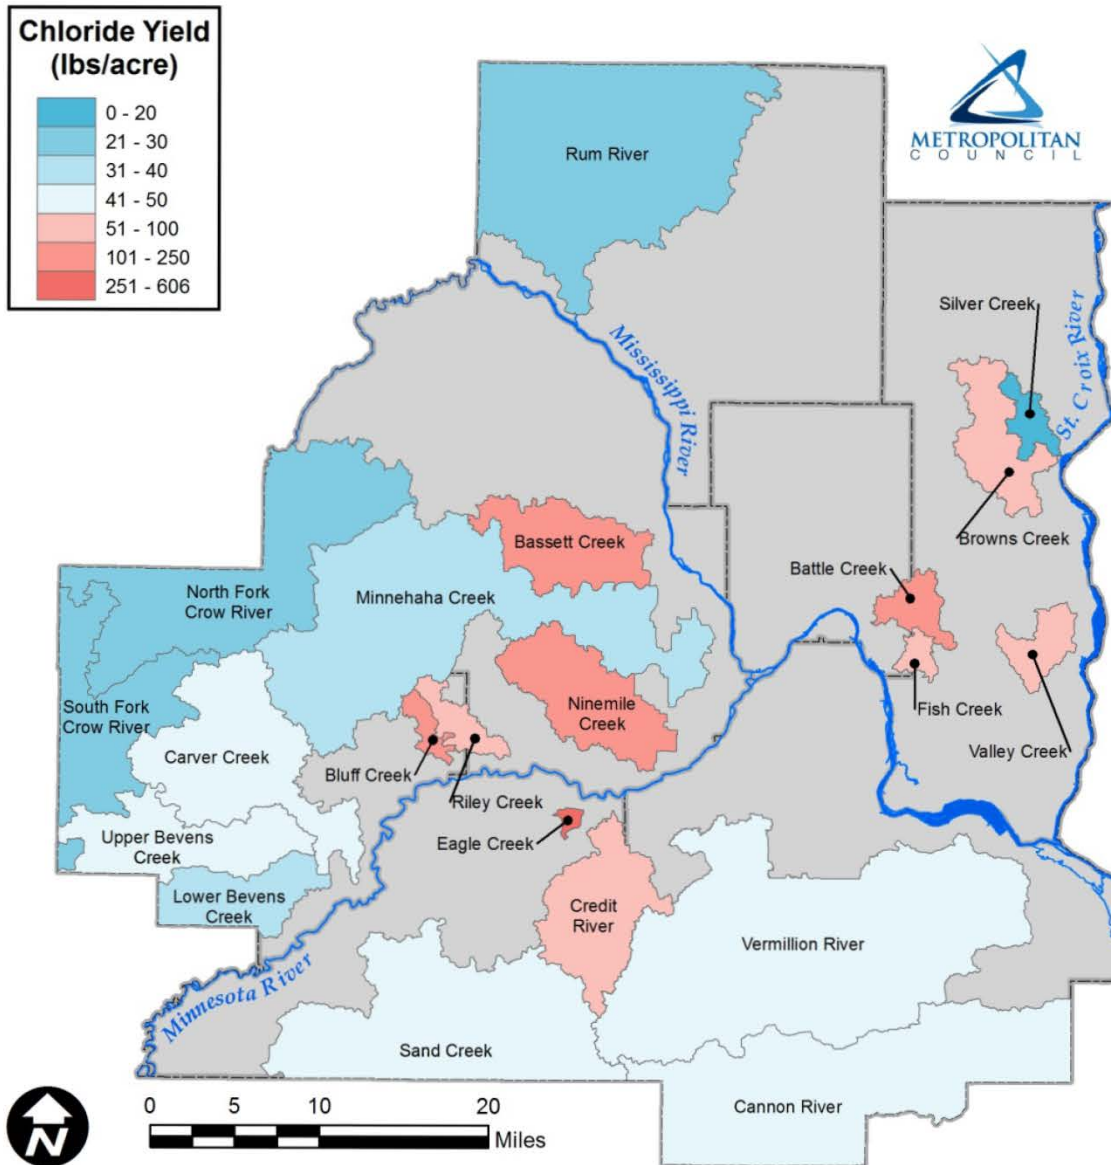 Chloride Yield
(lbs/acre)
0 - 20
21 - 30
31 - 40
41 - 50
51 - 100
101 - 250
251 - 606
METROPOLITAN
COUNCIL
Rum River
Silver Creek
St. Croix River
Mississippi River
Browns Creek
Bassett Creek
Battle Creek
North Fork
Crow River
Minnehaha Creek
South Fork
Crow River
Ninemile
Creek
Fish Creek
Valley Creek
Carver Creek
Bluff Creek
Riley Creek
Eagle Creek
Upper Bevens
Creek
Lower Bevens
Creek
Credit
River
Vermillion River
Minnesota River
Sand Creek
Cannon River
N
0 5 10 20
Miles